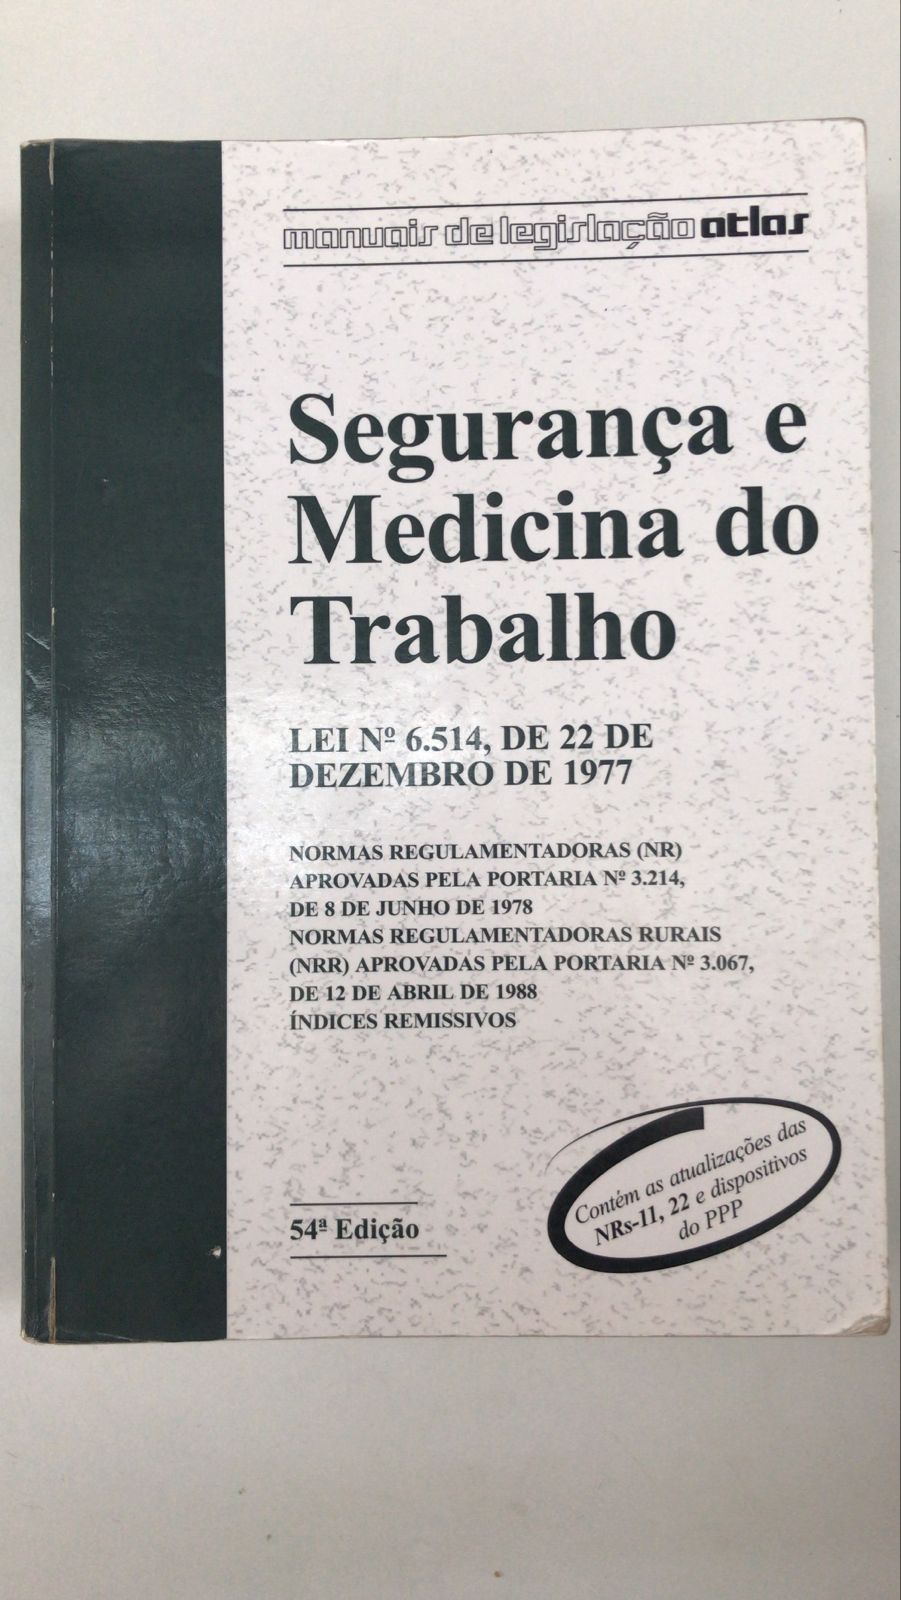 manuais de legislação atlas
Segurança e
Medicina do
Trabalho
LEI Nº 6.514, DE 22 DE
DEZEMBRO DE 1977
NORMAS REGULAMENTADORAS (NR)
APROVADAS PELA PORTARIA Nº 3.214,
DE 8 DE JUNHO DE 1978
NORMAS REGULAMENTADORAS RURAIS
(NRR) APROVADAS PELA PORTARIA Nº 3.067,
DE 12 DE ABRIL DE 1988
ÍNDICES REMISSIVOS
54ª Edição
Contém as atualizações das
NRs-11, 22 e dispositivos
do PPP